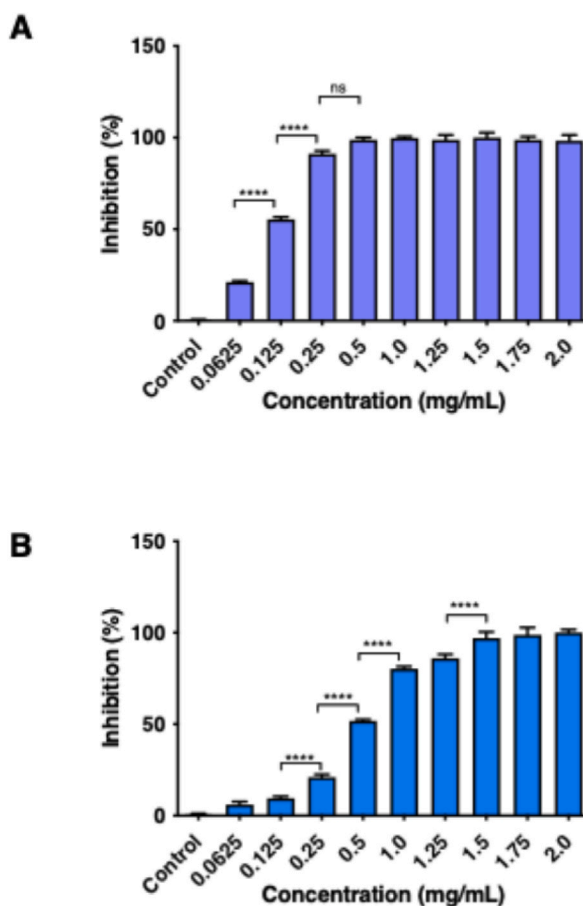 A
150
ns
****
100
****
50
0
Inhibition (%)
Control 0.0625 0.125 0.25 0.5 1.0 1.25 1.5 1.75 2.0
Concentration (mg/mL)
B
150
****
100
****
****
50
****
0
Inhibition (%)
Control 0.0625 0.125 0.25 0.5 1.0 1.25 1.5 1.75 2.0
Concentration (mg/mL)